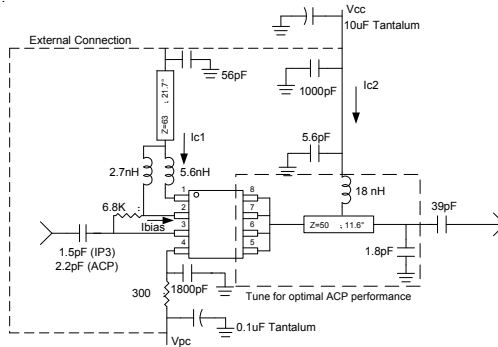 Vcc
10uF Tantalum
External Connection
56pF
1000pF
Z=63 : 21.7°
Ic1
Ic2
5.6pF
2.7nH
5.6nH
18 nH
1
2
3
4
8
7
6
5
6.8K
Ibias
39pF
Z=50 : 11.6°
1.5pF (IP3)
2.2pF (ACP)
1.8pF
1800pF
300
Tune for optimal ACP performance
0.1uF Tantalum
Vpc